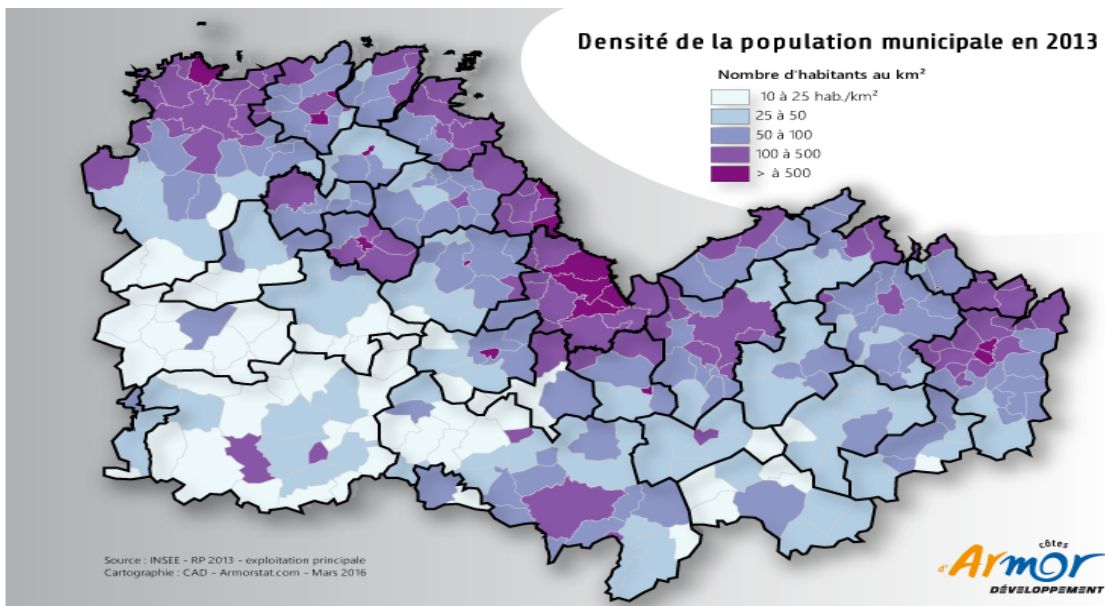 Densité de la population municipale en 2013
Nombre d'habitants au km²
10 à 25 hab./km²
25 à 50
50 à 100
100 à 500
> à 500
Source : INSEE - RP 2013 - exploitation principale
Cartographie : CAD - Armorstat.com - Mars 2016
côtes
d'Armor
DÉVELOPPEMENT